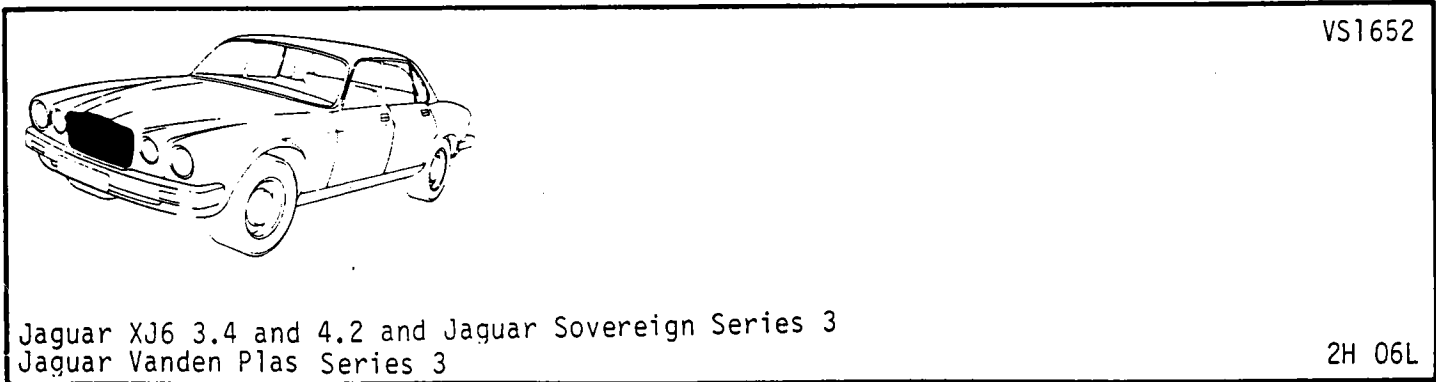 VS1652
Jaguar XJ6 3.4 and 4.2 and Jaguar Sovereign Series 3
Jaguar Vanden Plas Series 3
2H 06L